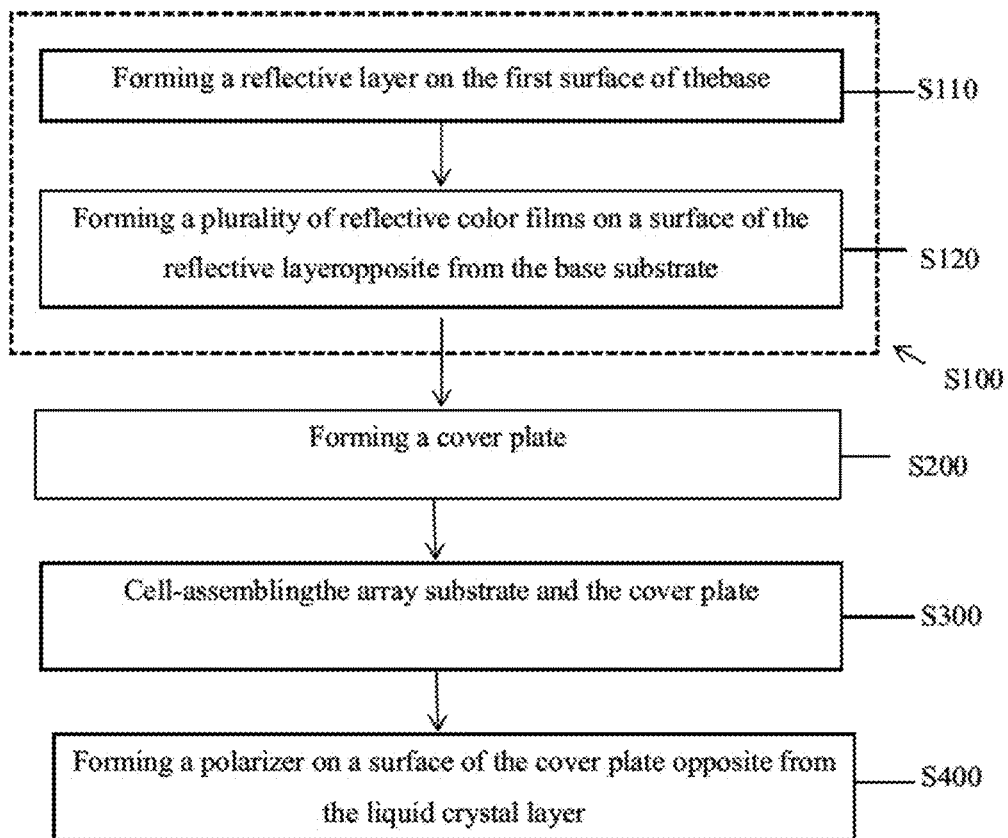 Forming a reflective layer on the first surface of thebase
S110
Forming a plurality of reflective color films on a surface of the
reflective layeropposite from the base substrate
S120
S100
Forming a cover plate
S200
Cell-assemblingthe array substrate and the cover plate
S300
Forming a polarizer on a surface of the cover plate opposite from
the liquid crystal layer
S400